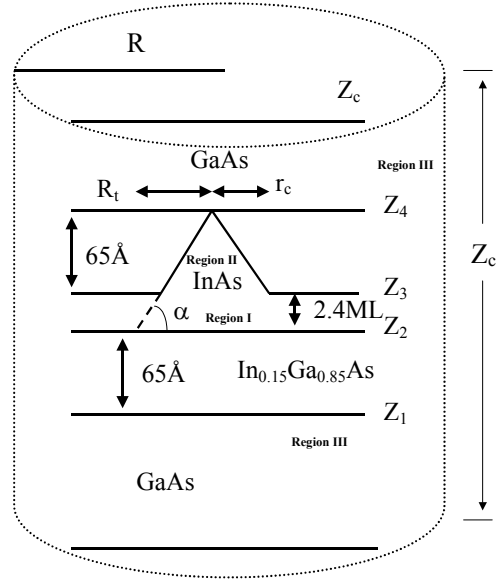 R
Zc
GaAs
Region III
Rt
rc
Z4
65Å
Region II
InAs
Zc
Z3
α
Region I
2.4ML
Z2
65Å
In0.15Ga0.85As
Z1
Region III
GaAs